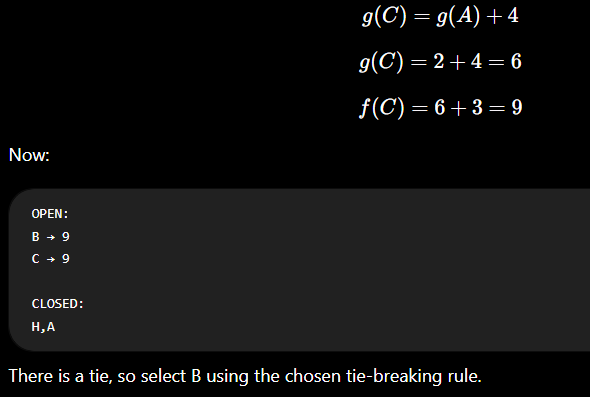 g(C) = g(A) + 4
g(C) = 2 + 4 = 6
f(C) = 6 + 3 = 9
Now:
OPEN:
B → 9
C → 9
CLOSED:
H,A
There is a tie, so select B using the chosen tie-breaking rule.